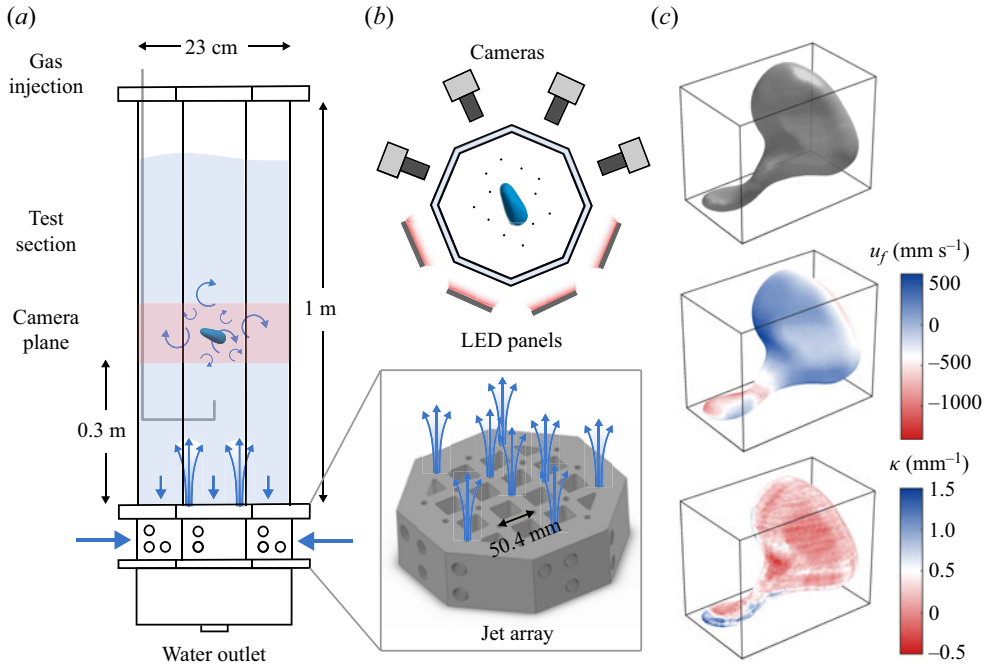 (a)
23 cm
Gas
injection
Test
section
Camera
plane
1 m
0.3 m
Water outlet
(b)
Cameras
LED panels
50.4 mm
Jet array
(c)
u_f (mm s⁻¹)
500
0
−500
−1000
κ (mm⁻¹)
1.5
1.0
0.5
0
−0.5